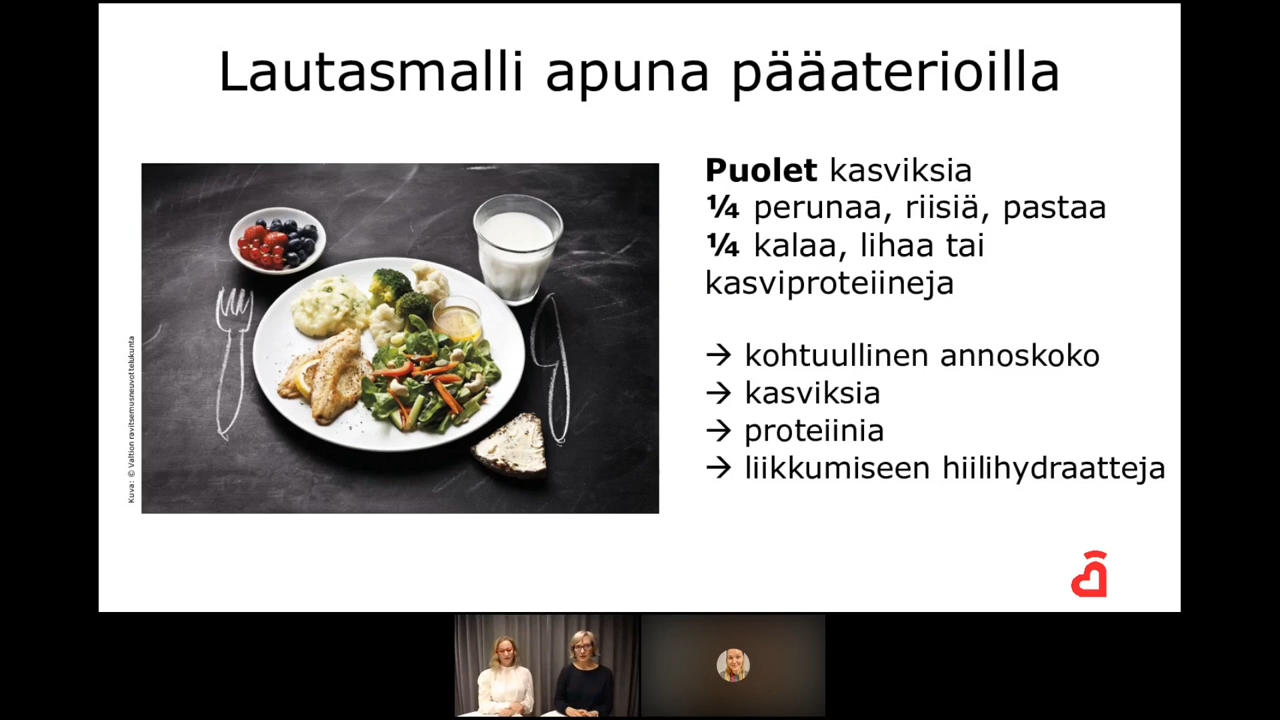 Lautasmalli apuna pääaterioilla
Puolet kasviksia
¼ perunaa, riisiä, pastaa
¼ kalaa, lihaa tai
kasviproteiineja
→ kohtuullinen annoskoko
→ kasviksia
→ proteiinia
→ liikkumiseen hiilihydraatteja
Kuva: © Valtion ravitsemusneuvottelukunta